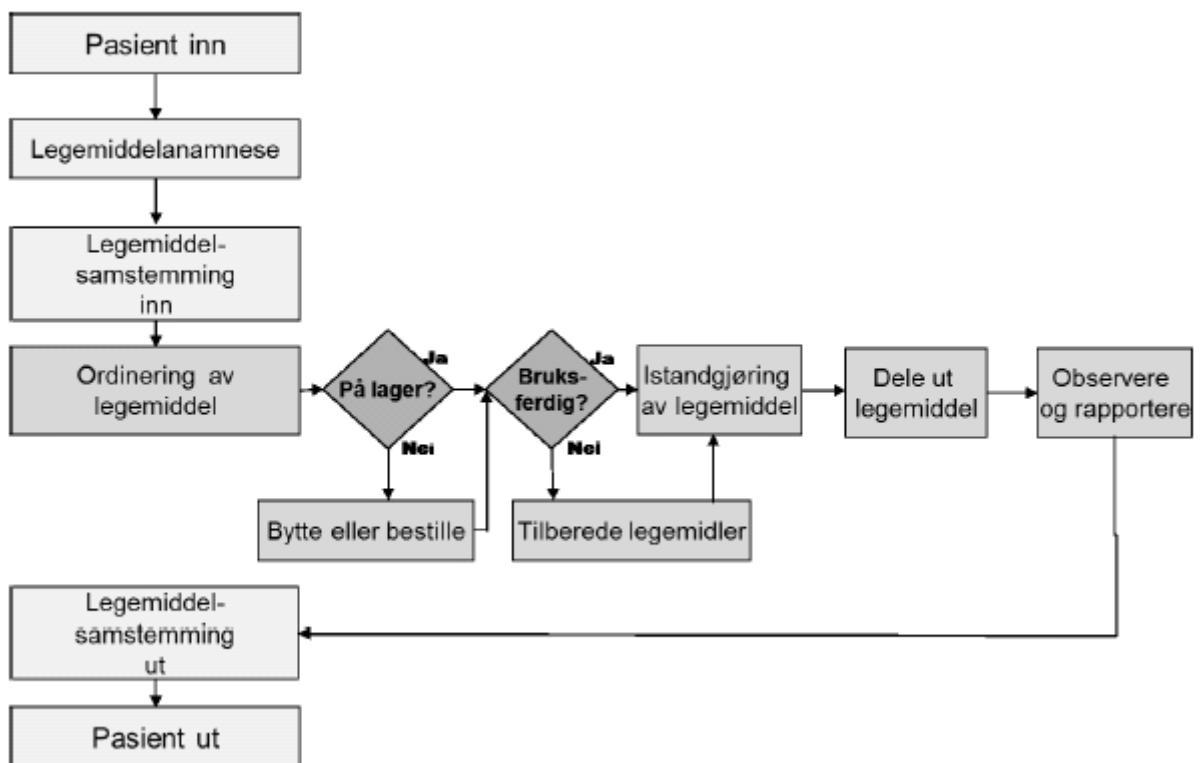 Pasient inn
Legemiddelanamnese
Legemiddel-
samstemming
inn
Ordinering av
legemiddel
På lager?
Ja
Nei
Bytte eller bestille
Bruks-
ferdig?
Ja
Nei
Tilberede legemidler
Istandgjøring
av legemiddel
Dele ut
legemiddel
Observere
og rapportere
Legemiddel-
samstemming
ut
Pasient ut